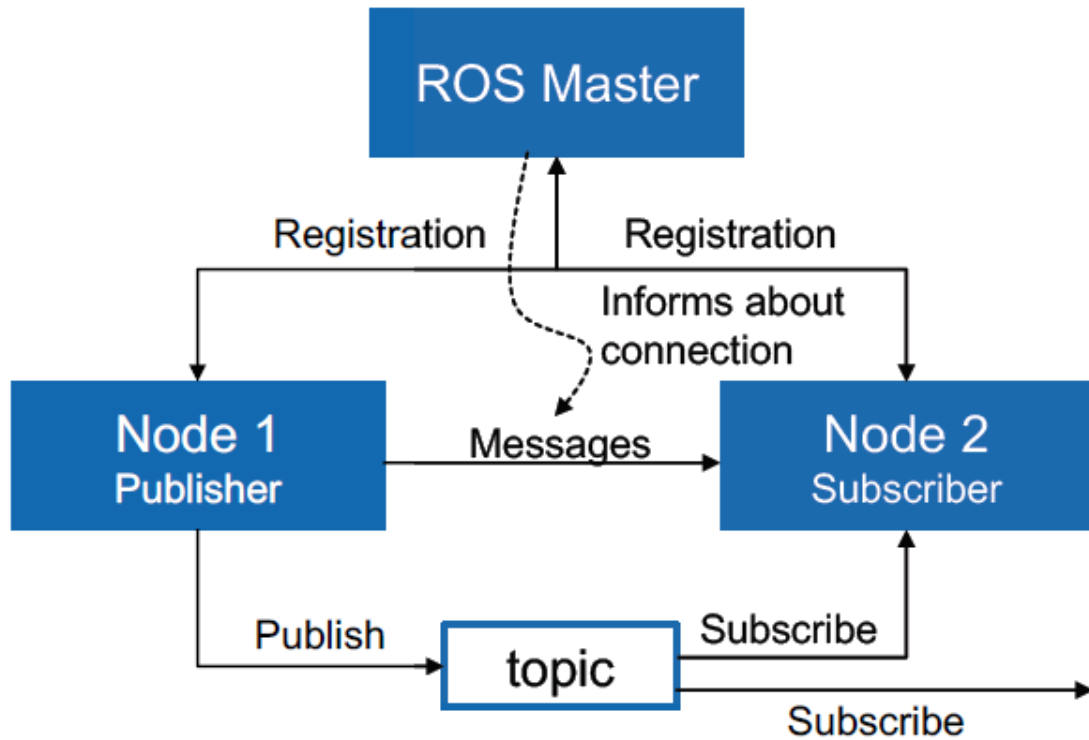 ROS Master
Registration
Registration
Informs about
connection
Node 1
Publisher
Messages
Node 2
Subscriber
Publish
topic
Subscribe
Subscribe